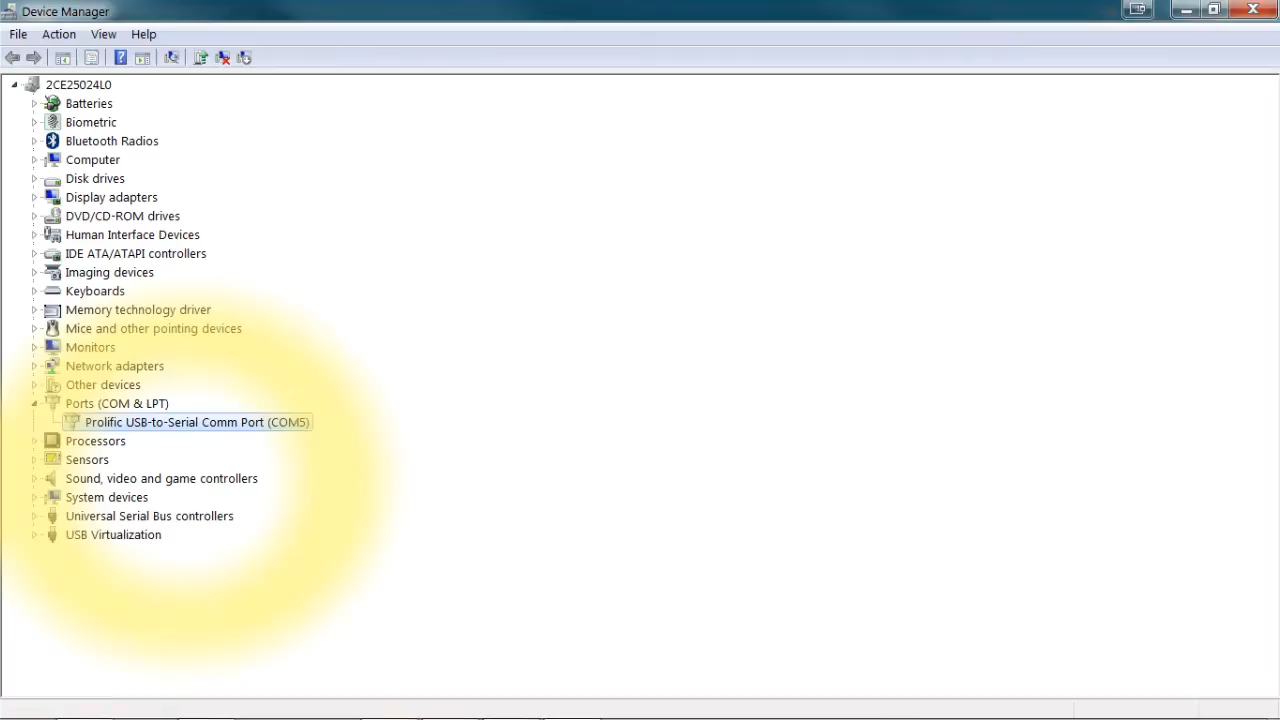 Device Manager
File Action View Help
2CE25024L0
Batteries
Biometric
Bluetooth Radios
Computer
Disk drives
Display adapters
DVD/CD-ROM drives
Human Interface Devices
IDE ATA/ATAPI controllers
Imaging devices
Keyboards
Memory technology driver
Mice and other pointing devices
Monitors
Network adapters
Other devices
Ports (COM & LPT)
Prolific USB-to-Serial Comm Port (COM5)
Processors
Sensors
Sound, video and game controllers
System devices
Universal Serial Bus controllers
USB Virtualization